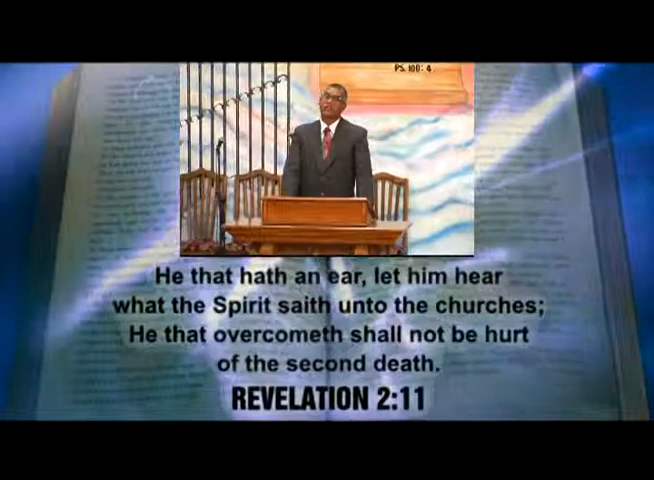 PS. 100: 4
He that hath an ear, let him hear
what the Spirit saith unto the churches;
He that overcometh shall not be hurt
of the second death.
REVELATION 2:11